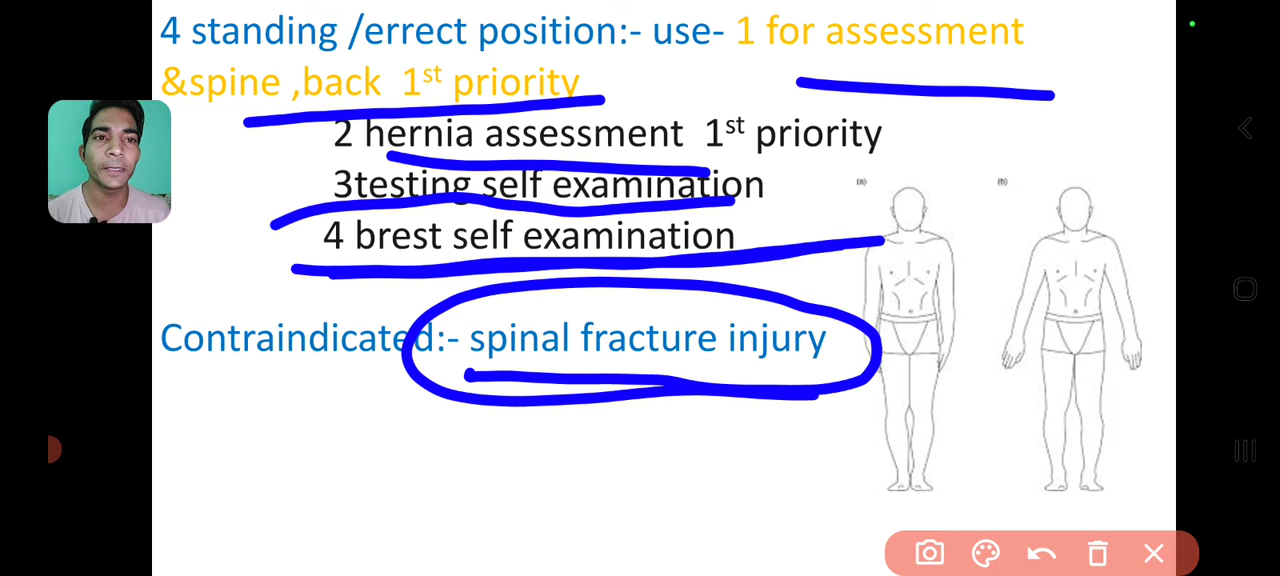 4 standing /errect position:- use- 1 for assessment
&spine ,back 1st priority
2 hernia assessment 1st priority
3testing self examination
4 brest self examination
Contraindicated:- spinal fracture injury
(a)
(b)